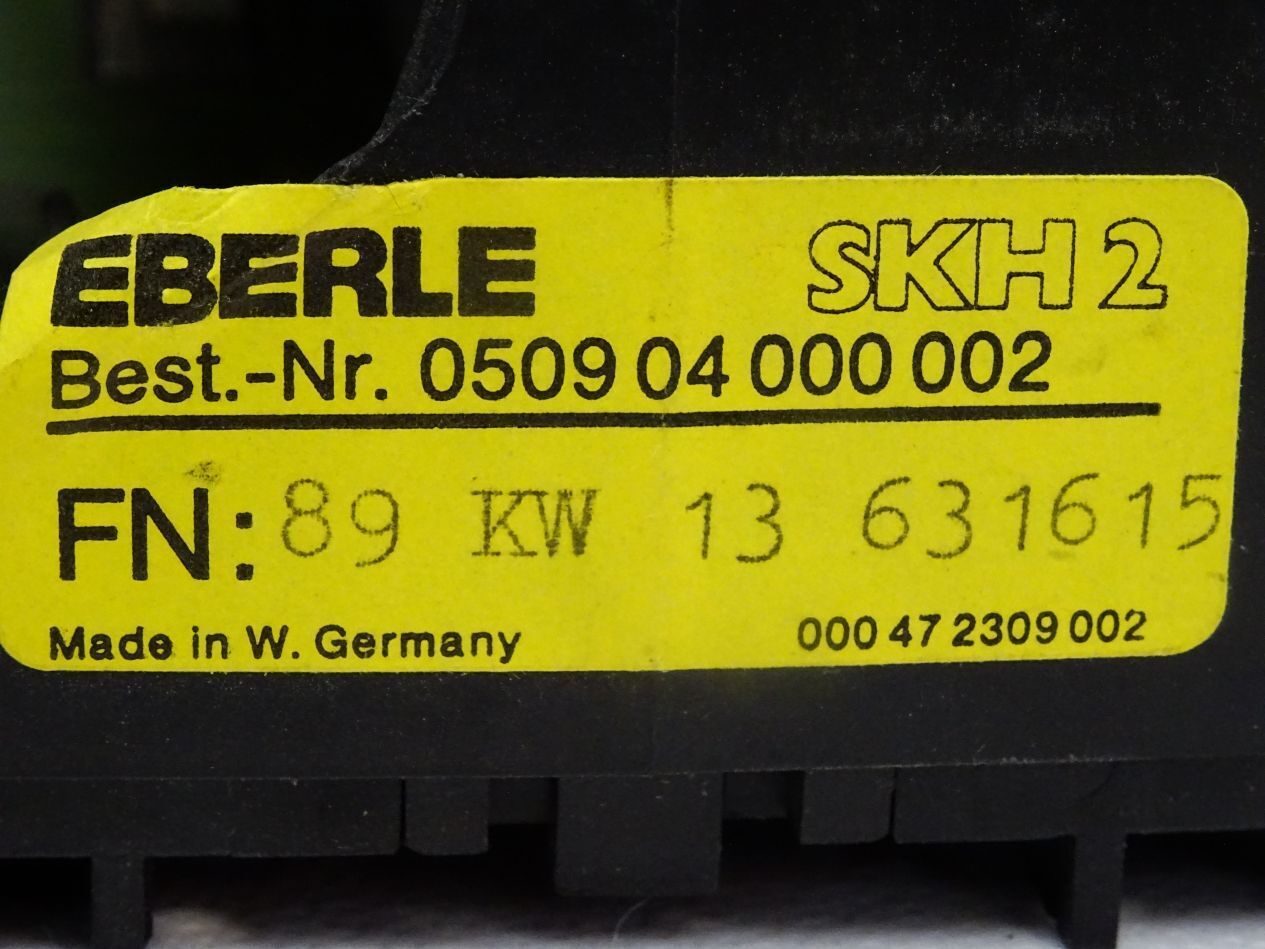 EBERLE SKH 2
Best.-Nr. 0509 04 000 002
FN: 89 KW 13 631615
Made in W. Germany 000 47 2309 002